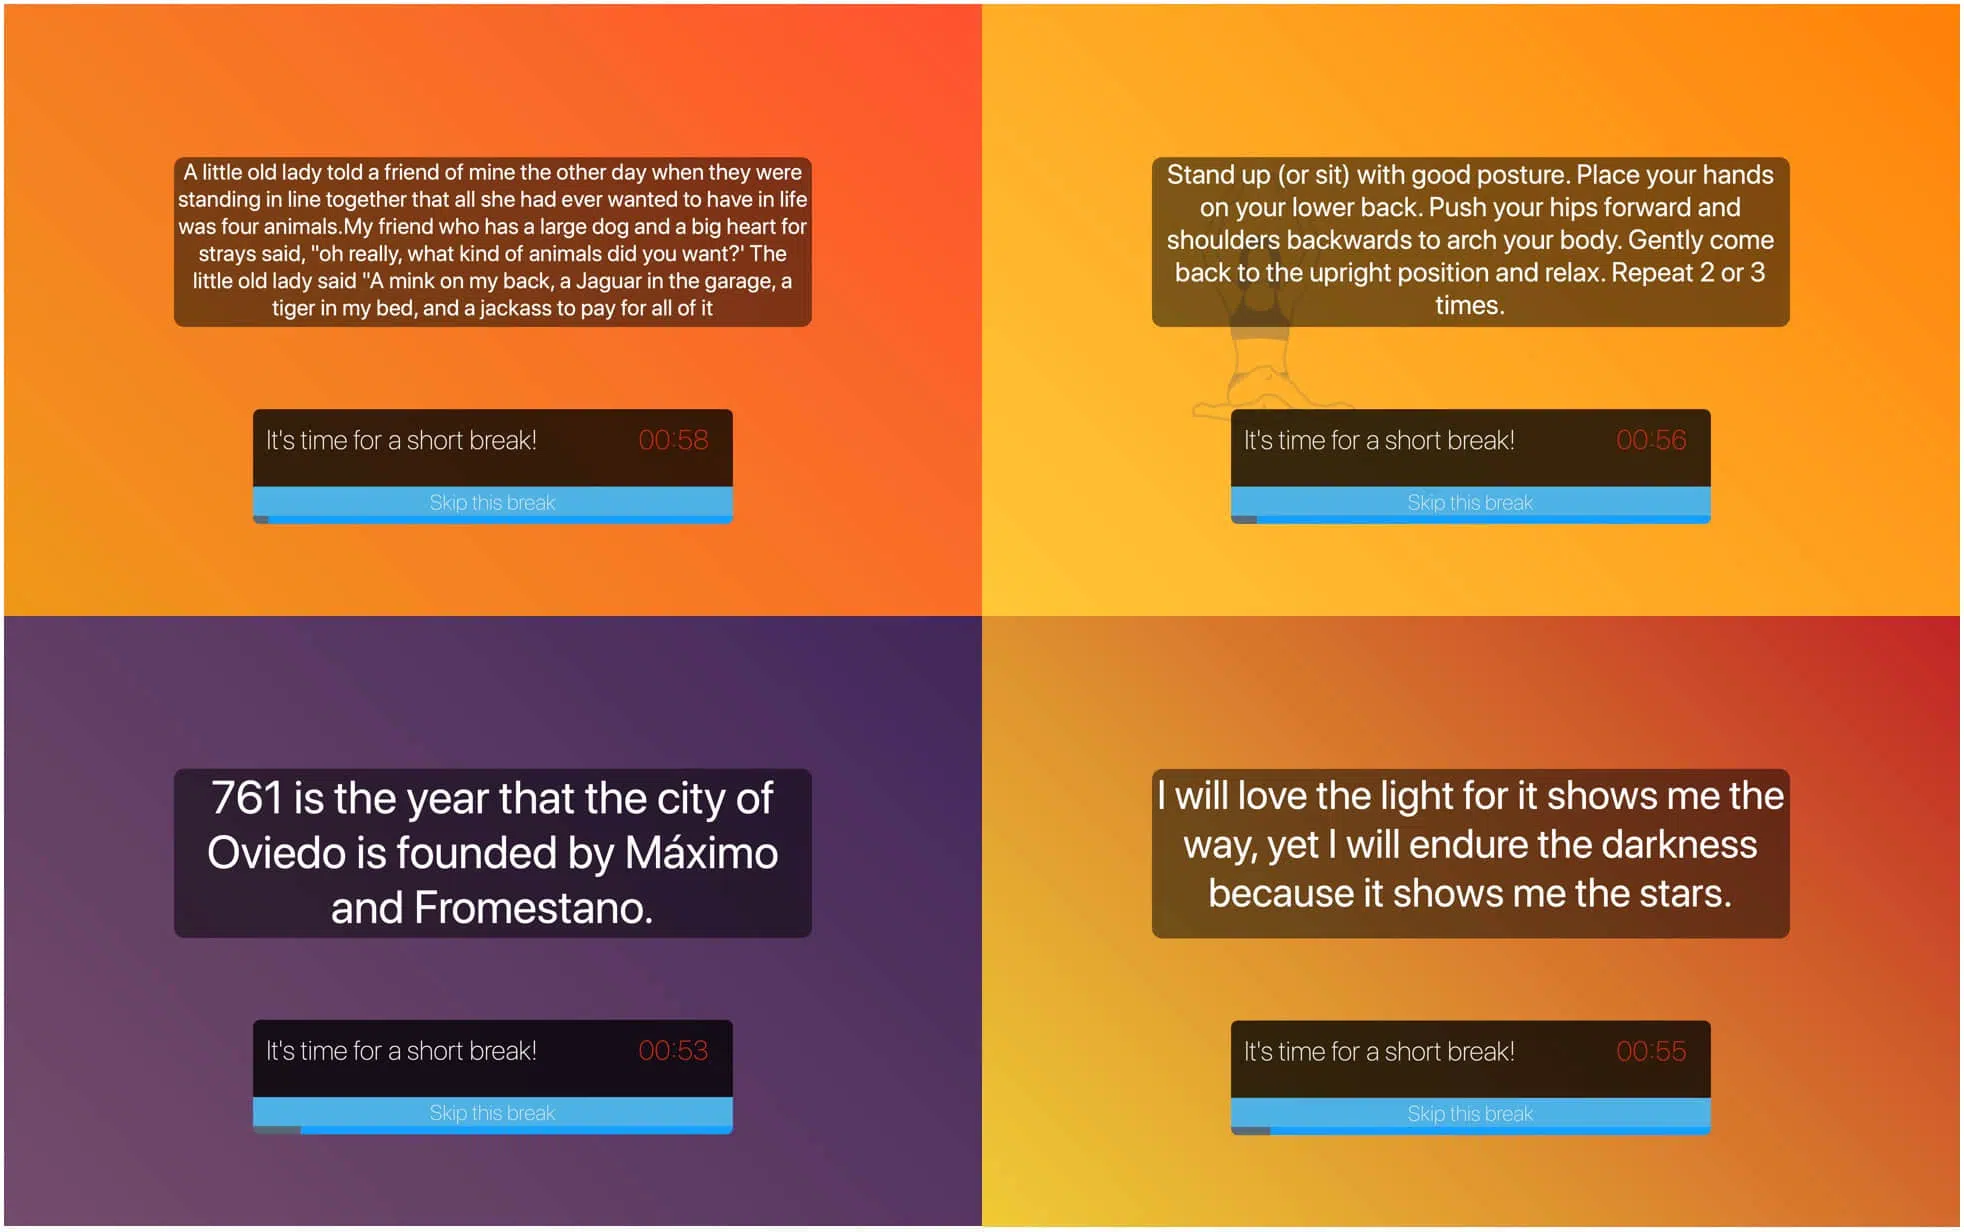 A little old lady told a friend of mine the other day when they were
standing in line together that all she had ever wanted to have in life
was four animals.My friend who has a large dog and a big heart for
strays said, "oh really, what kind of animals did you want?' The
little old lady said "A mink on my back, a Jaguar in the garage, a
tiger in my bed, and a jackass to pay for all of it
It's time for a short break! 00:58
Skip this break
Stand up (or sit) with good posture. Place your hands
on your lower back. Push your hips forward and
shoulders backwards to arch your body. Gently come
back to the upright position and relax. Repeat 2 or 3
times.
It's time for a short break! 00:56
Skip this break
761 is the year that the city of
Oviedo is founded by Máximo
and Fromestano.
It's time for a short break! 00:53
Skip this break
I will love the light for it shows me the
way, yet I will endure the darkness
because it shows me the stars.
It's time for a short break! 00:55
Skip this break